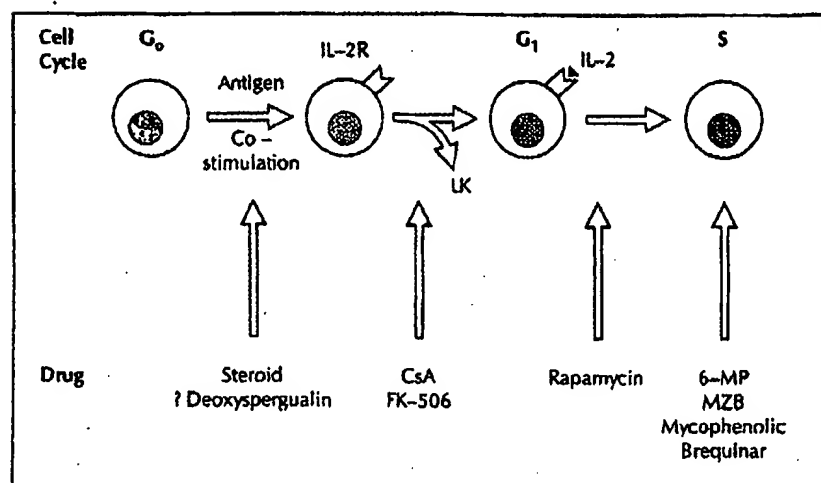 Cell Cycle
G₀
G₁
S
IL-2R
IL-2
Antigen
Co-
stimulation
LK
Drug
Steroid
? Deoxyspergualin
CsA
FK-506
Rapamycin
6-MP
MZB
Mycophenolic
Brequinar